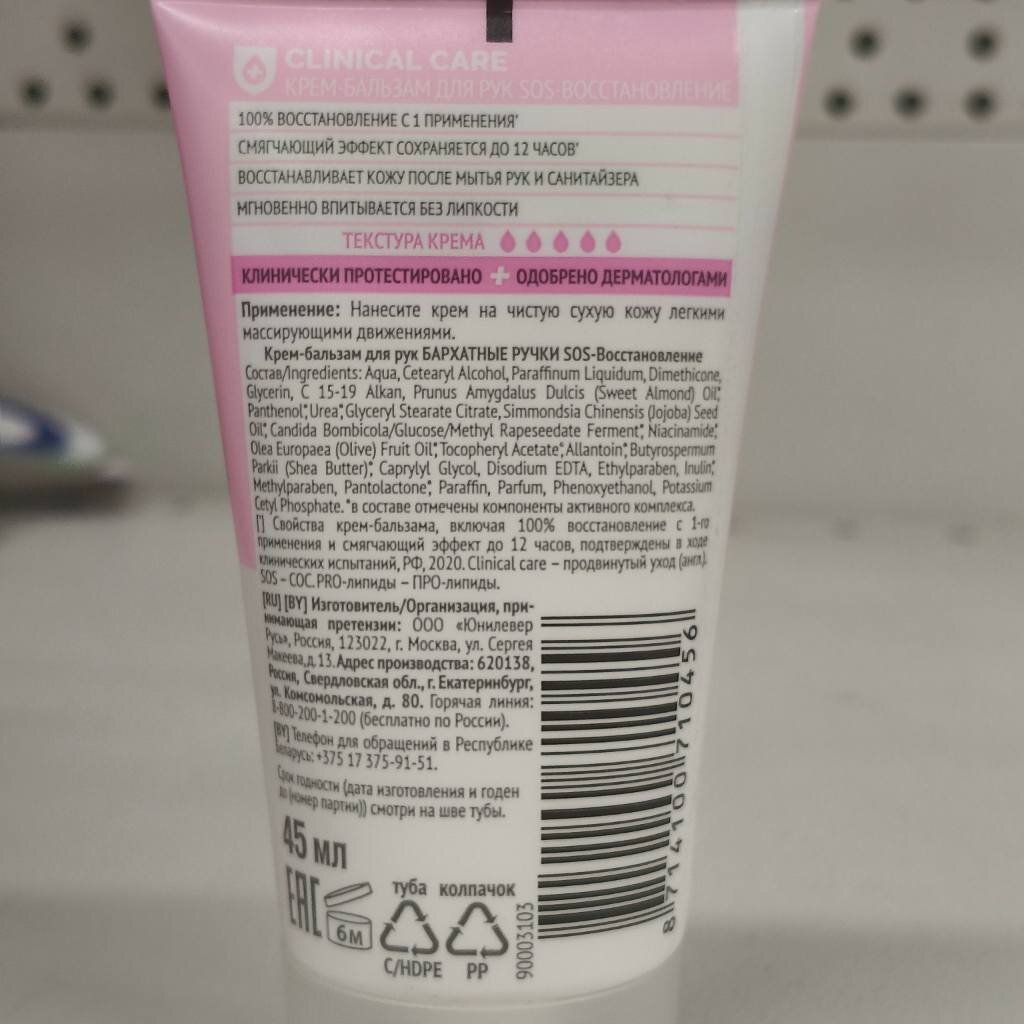 CLINICAL CARE
КРЕМ-БАЛЬЗАМ ДЛЯ РУК SOS-ВОССТАНОВЛЕНИЕ
100% ВОССТАНОВЛЕНИЕ С 1 ПРИМЕНЕНИЯ*
СМЯГЧАЮЩИЙ ЭФФЕКТ СОХРАНЯЕТСЯ ДО 12 ЧАСОВ*
ВОССТАНАВЛИВАЕТ КОЖУ ПОСЛЕ МЫТЬЯ РУК И САНИТАЙЗЕРА
МГНОВЕННО ВПИТЫВАЕТСЯ БЕЗ ЛИПКОСТИ
ТЕКСТУРА КРЕМА
КЛИНИЧЕСКИ ПРОТЕСТИРОВАНО + ОДОБРЕНО ДЕРМАТОЛОГАМИ
Применение: Нанесите крем на чистую сухую кожу легкими
массирующими движениями.
Крем-бальзам для рук БАРХАТНЫЕ РУЧКИ SOS-Восстановление
Состав/Ingredients: Aqua, Cetearyl Alcohol, Paraffinum Liquidum, Dimethicone,
Glycerin, C 15-19 Alkan, Prunus Amygdalus Dulcis (Sweet Almond) Oil*,
Panthenol*, Urea*, Glyceryl Stearate Citrate, Simmondsia Chinensis (Jojoba) Seed
Oil*, Candida Bombicola/Glucose/Methyl Rapeseedate Ferment*, Niacinamide*,
Olea Europaea (Olive) Fruit Oil*, Tocopheryl Acetate*, Allantoin*, Butyrospermum
Parkii (Shea Butter)*, Caprylyl Glycol, Disodium EDTA, Ethylparaben, Inulin*,
Methylparaben, Pantolactone*, Paraffin, Parfum, Phenoxyethanol, Potassium
Cetyl Phosphate. *в составе отмечены компоненты активного комплекса.
[*] Свойства крем-бальзама, включая 100% восстановление с 1-го
применения и смягчающий эффект до 12 часов, подтверждены в ходе
клинических испытаний, РФ, 2020. Clinical care – продвинутый уход (англ.).
SOS – СОС. PRO-липиды – ПРО-липиды.
[RU] [BY] Изготовитель/Организация, при-
нимающая претензии: ООО «Юнилевер
Русь», Россия, 123022, г. Москва, ул. Сергея
Макеева, д. 13. Адрес производства: 620138,
Россия, Свердловская обл., г. Екатеринбург,
ул. Комсомольская, д. 80. Горячая линия:
8-800-200-1-200 (бесплатно по России).
[BY] Телефон для обращений в Республике
Беларусь: +375 17 375-91-51.
Срок годности (дата изготовления и годен
до (номер партии)) смотри на шве тубы.
45 мл
EAC
6М
туба колпачок
C/HDPE PP
90003103
8714100710456